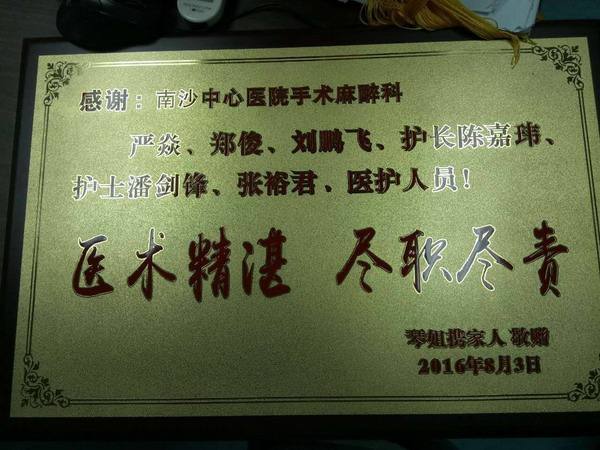 感谢：南沙中心医院手术麻醉科
严焱、郑俊、刘鹏飞、护长陈嘉玮、
护士潘剑锋、张裕君、医护人员！
医术精湛 尽职尽责
琴姐携家人 敬赠
2016年8月3日